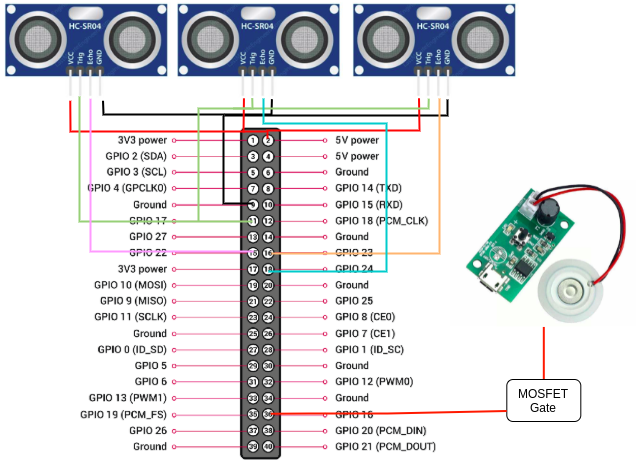 HC-SR04 HC-SR04 HC-SR04
VCC Trig Echo GND VCC Trig Echo GND VCC Trig Echo GND
3V3 power 1 2 5V power
GPIO 2 (SDA) 3 4 5V power
GPIO 3 (SCL) 5 6 Ground
GPIO 4 (GPCLK0) 7 8 GPIO 14 (TXD)
Ground 9 10 GPIO 15 (RXD)
GPIO 17 11 12 GPIO 18 (PCM_CLK)
GPIO 27 13 14 Ground
GPIO 22 15 16 GPIO 23
3V3 power 17 18 GPIO 24
GPIO 10 (MOSI) 19 20 Ground
GPIO 9 (MISO) 21 22 GPIO 25
GPIO 11 (SCLK) 23 24 GPIO 8 (CE0)
Ground 25 26 GPIO 7 (CE1)
GPIO 0 (ID_SD) 27 28 GPIO 1 (ID_SC)
GPIO 5 29 30 Ground
GPIO 6 31 32 GPIO 12 (PWM0)
GPIO 13 (PWM1) 33 34 Ground
GPIO 19 (PCM_FS) 35 36 GPIO 16
GPIO 26 37 38 GPIO 20 (PCM_DIN)
Ground 39 40 GPIO 21 (PCM_DOUT)
MOSFET
Gate